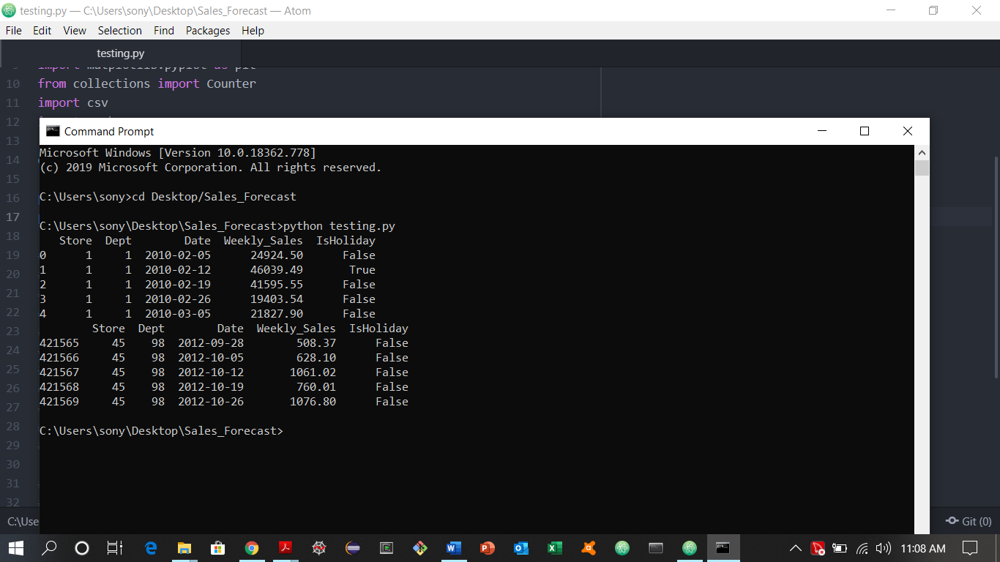 testing.py — C:\Users\sony\Desktop\Sales_Forecast — Atom
File Edit View Selection Find Packages Help
testing.py
import matplotlib.pyplot as plt
10 from collections import Counter
11 import csv
12
13
14
15
16
17
18
19
20
21
22
23
24
25
26
27
28
29
30
31
32
Command Prompt
Microsoft Windows [Version 10.0.18362.778]
(c) 2019 Microsoft Corporation. All rights reserved.
C:\Users\sony>cd Desktop/Sales_Forecast
C:\Users\sony\Desktop\Sales_Forecast>python testing.py
Store Dept Date Weekly_Sales IsHoliday
0 1 1 2010-02-05 24924.50 False
1 1 1 2010-02-12 46039.49 True
2 1 1 2010-02-19 41595.55 False
3 1 1 2010-02-26 19403.54 False
4 1 1 2010-03-05 21827.90 False
Store Dept Date Weekly_Sales IsHoliday
421565 45 98 2012-09-28 508.37 False
421566 45 98 2012-10-05 628.10 False
421567 45 98 2012-10-12 1061.02 False
421568 45 98 2012-10-19 760.01 False
421569 45 98 2012-10-26 1076.80 False
C:\Users\sony\Desktop\Sales_Forecast>
C:\Use
Git (0)
11:08 AM